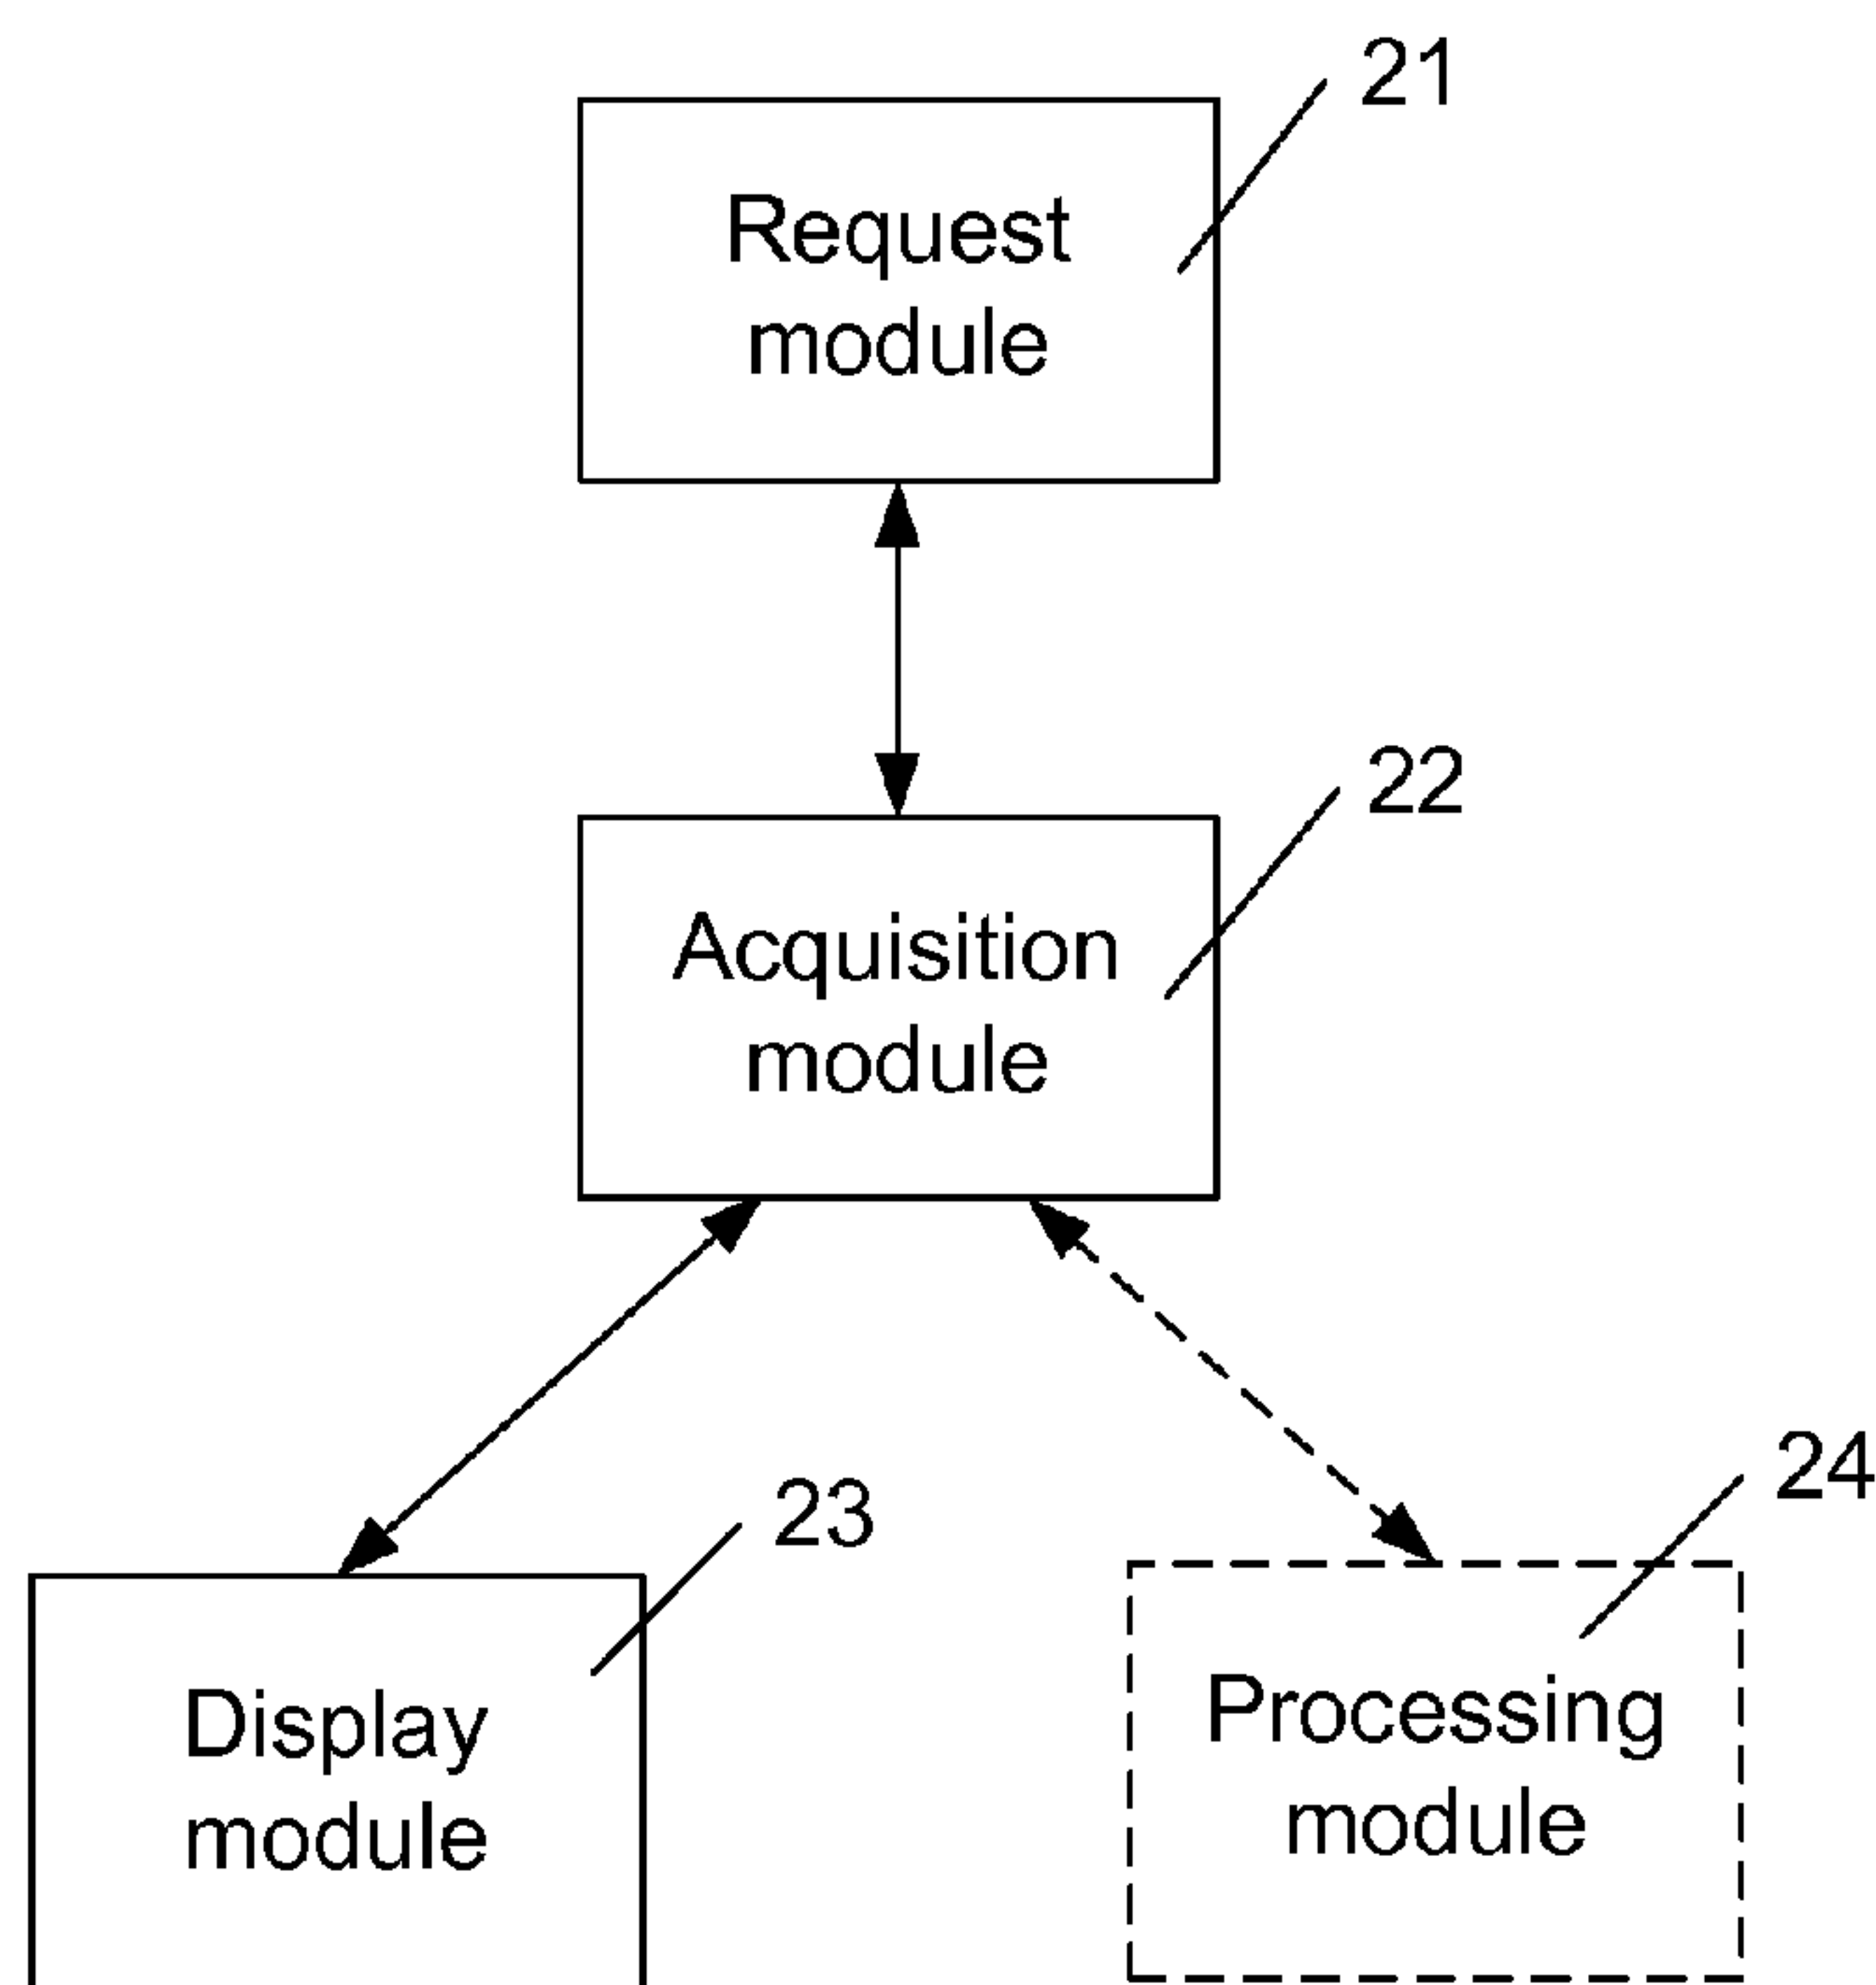 21
Request
module
22
Acquisition
module
23
24
Display
module
Processing
module